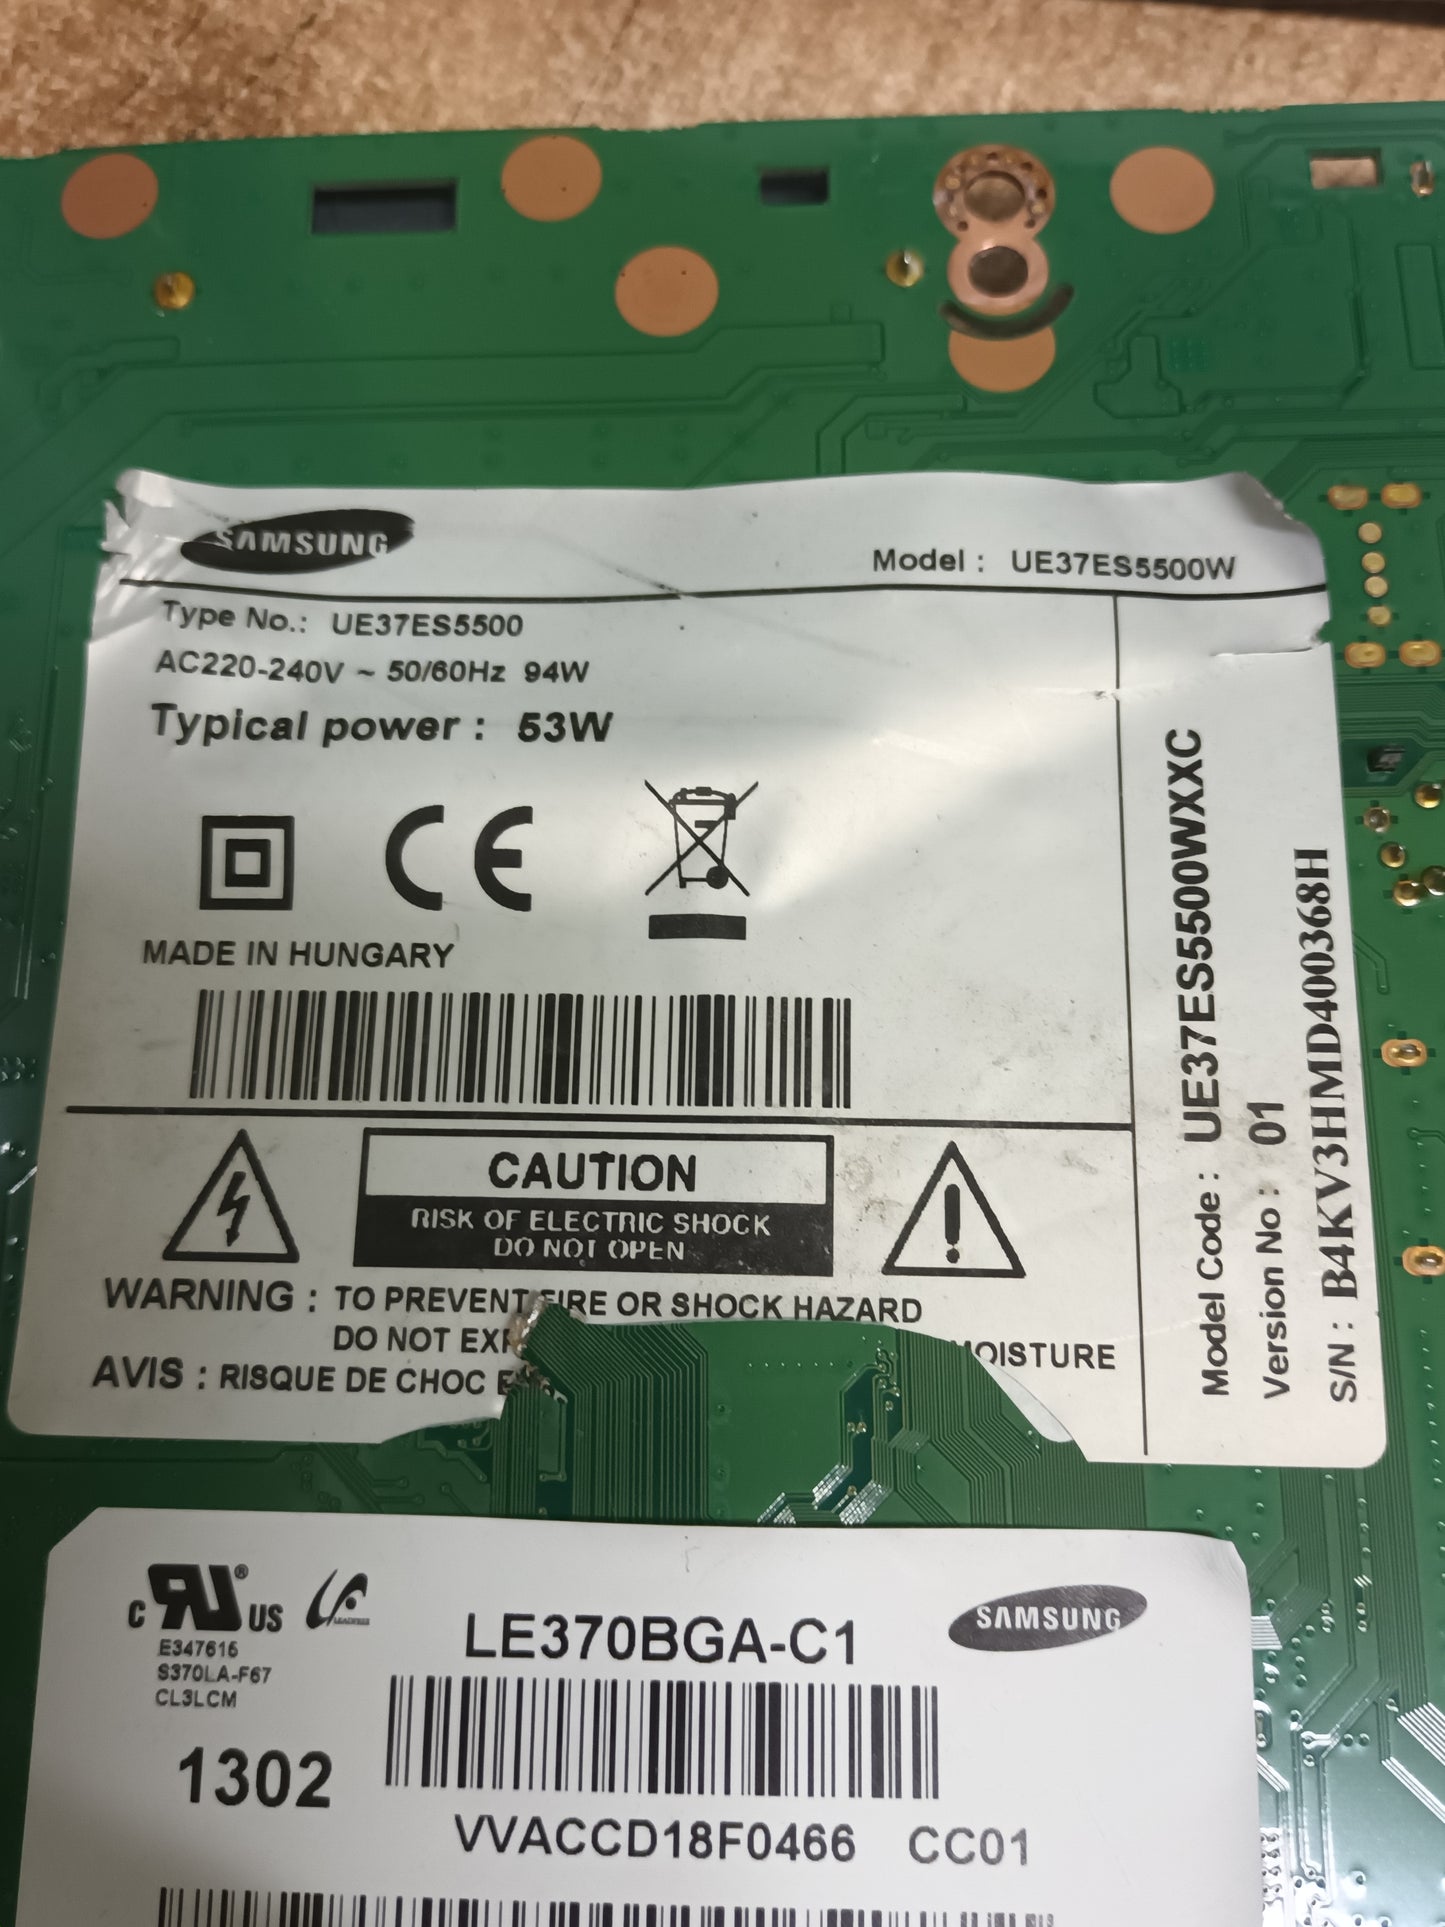 SAMSUNG
Model : UE37ES5500W
Type No.: UE37ES5500
AC220-240V ~ 50/60Hz 94W
Typical power : 53W
CE
MADE IN HUNGARY
CAUTION
RISK OF ELECTRIC SHOCK
DO NOT OPEN
WARNING : TO PREVENT FIRE OR SHOCK HAZARD
DO NOT MOISTURE
AVIS : RISQUE DE CHOC
Model Code : UE37ES5500WXXC
Version No : 01
S/N : B4KV3HMD400368H
c RU ® US
LEADFREE
E347616
S370LA-F67
CL3LCM
LE370BGA-C1
SAMSUNG
1302
VVACCD18F0466 CC01